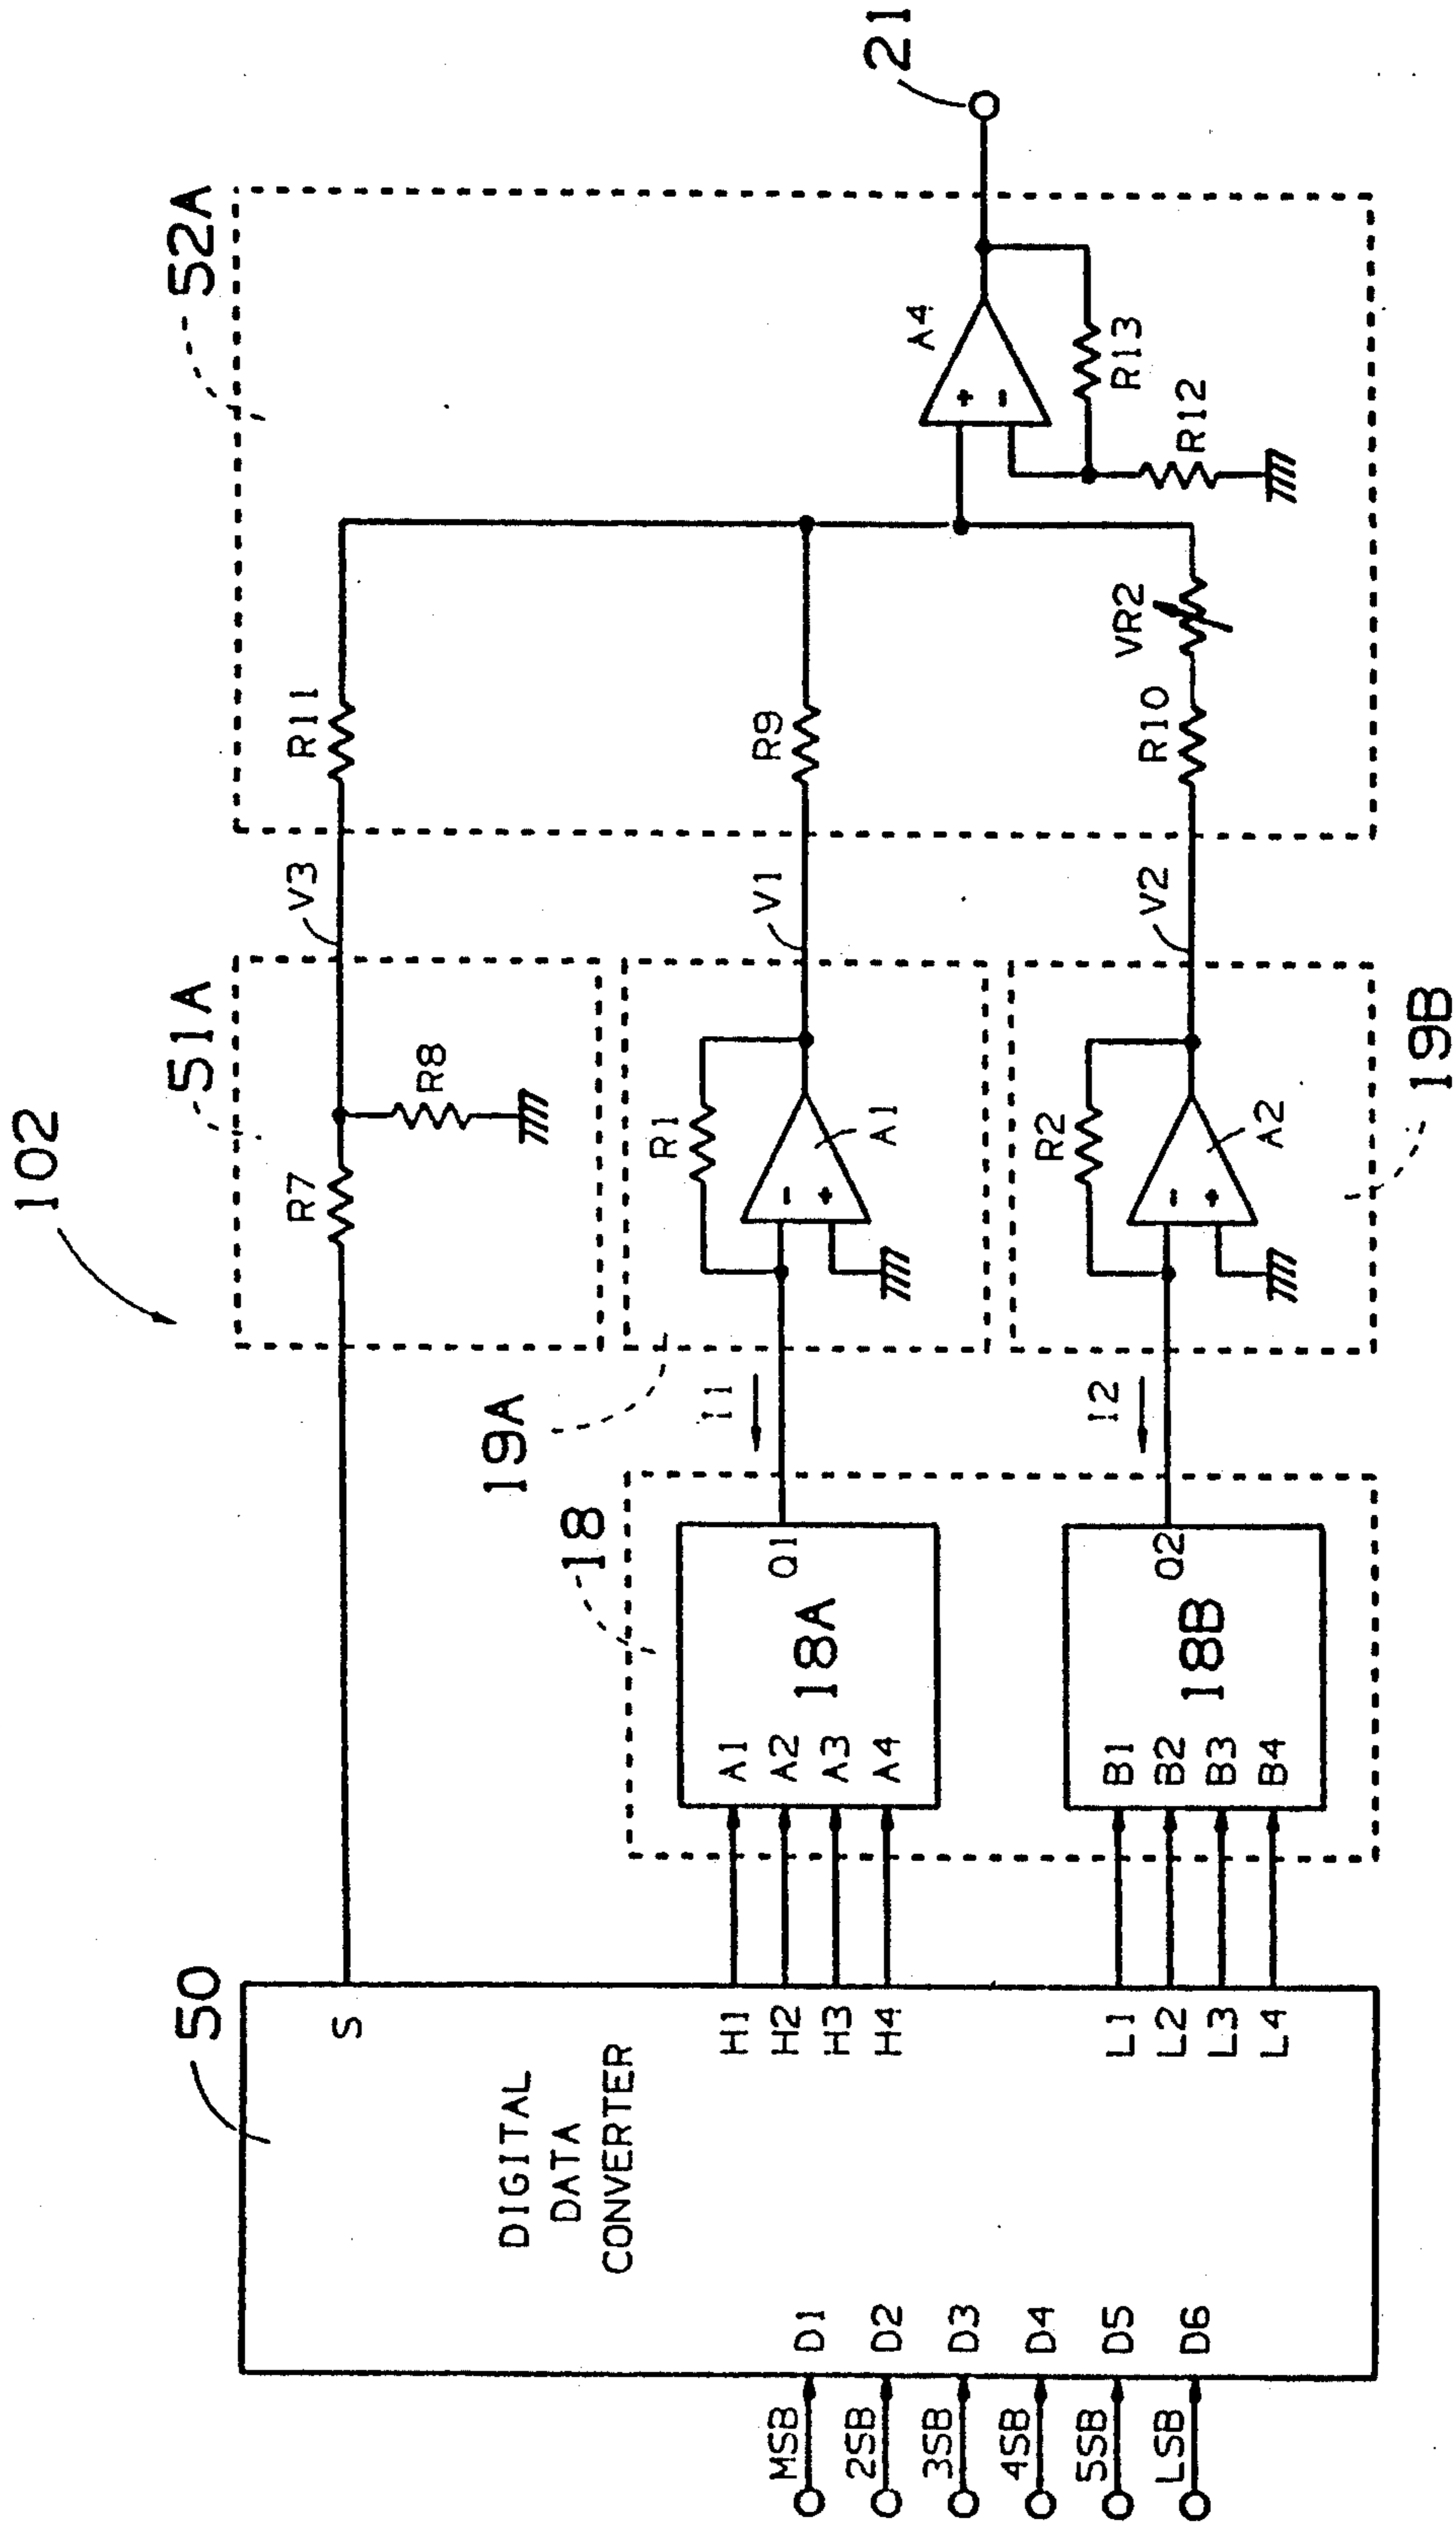 102
50
DIGITAL
DATA
CONVERTER
MSB
2SB
3SB
4SB
5SB
LSB
D1
D2
D3
D4
D5
D6
S
H1
H2
H3
H4
L1
L2
L3
L4
18
A1
A2
A3
A4
18A
Q1
B1
B2
B3
B4
18B
Q2
I1
I2
51A
R7
R8
19A
R1
A1
R2
A2
19B
V3
V1
V2
52A
R11
R9
R10
VR2
A4
R13
R12
+
-
-
+
-
+
21